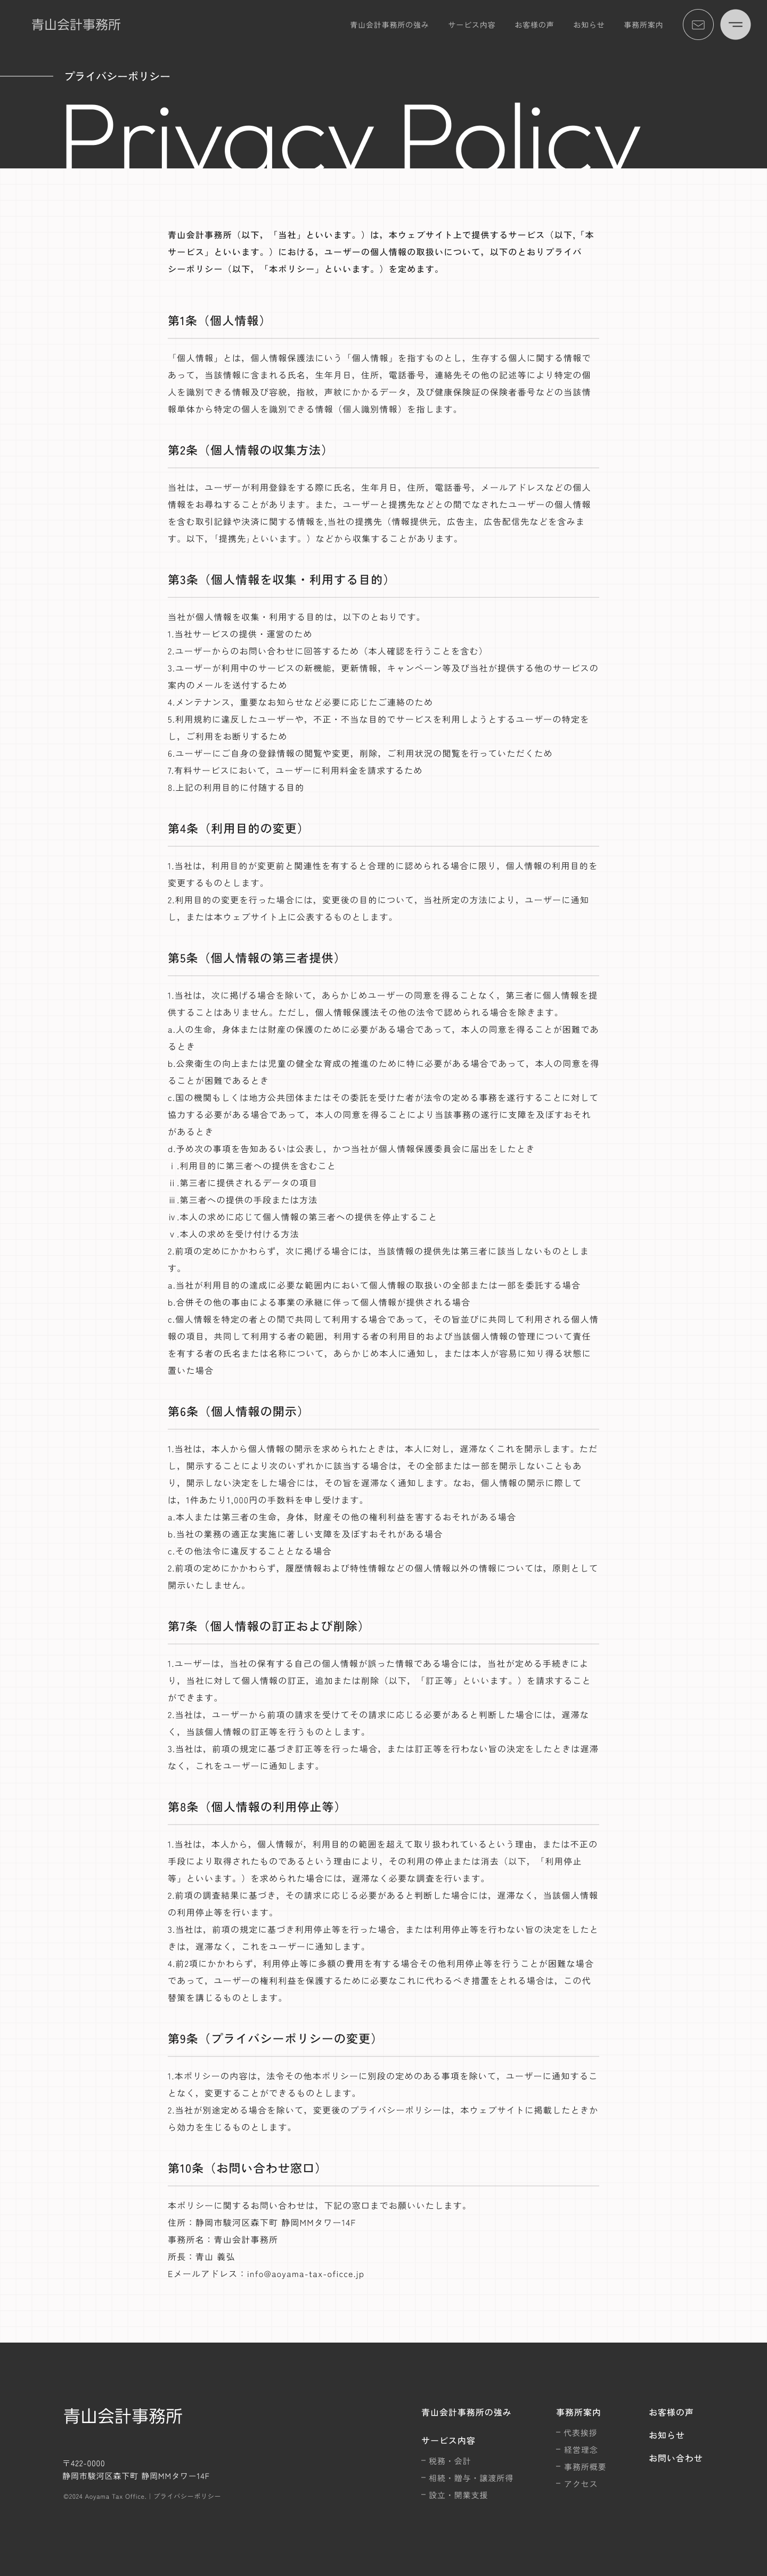 青山会計事務所
青山会計事務所の強み
サービス内容
お客様の声
お知らせ
事務所案内
プライバシーポリシー
Privacy Policy
青山会計事務所（以下，「当社」といいます。）は，本ウェブサイト上で提供するサービス（以下,「本
サービス」といいます。）における，ユーザーの個人情報の取扱いについて，以下のとおりプライバ
シーポリシー（以下，「本ポリシー」といいます。）を定めます。
第1条（個人情報）
「個人情報」とは，個人情報保護法にいう「個人情報」を指すものとし，生存する個人に関する情報で
あって，当該情報に含まれる氏名，生年月日，住所，電話番号，連絡先その他の記述等により特定の個
人を識別できる情報及び容貌，指紋，声紋にかかるデータ，及び健康保険証の保険者番号などの当該情
報単体から特定の個人を識別できる情報（個人識別情報）を指します。
第2条（個人情報の収集方法）
当社は，ユーザーが利用登録をする際に氏名，生年月日，住所，電話番号，メールアドレスなどの個人
情報をお尋ねすることがあります。また，ユーザーと提携先などとの間でなされたユーザーの個人情報
を含む取引記録や決済に関する情報を,当社の提携先（情報提供元，広告主，広告配信先などを含みま
す。以下，｢提携先｣といいます。）などから収集することがあります。
第3条（個人情報を収集・利用する目的）
当社が個人情報を収集・利用する目的は，以下のとおりです。
1.当社サービスの提供・運営のため
2.ユーザーからのお問い合わせに回答するため（本人確認を行うことを含む）
3.ユーザーが利用中のサービスの新機能，更新情報，キャンペーン等及び当社が提供する他のサービスの
案内のメールを送付するため
4.メンテナンス，重要なお知らせなど必要に応じたご連絡のため
5.利用規約に違反したユーザーや，不正・不当な目的でサービスを利用しようとするユーザーの特定を
し，ご利用をお断りするため
6.ユーザーにご自身の登録情報の閲覧や変更，削除，ご利用状況の閲覧を行っていただくため
7.有料サービスにおいて，ユーザーに利用料金を請求するため
8.上記の利用目的に付随する目的
第4条（利用目的の変更）
1.当社は，利用目的が変更前と関連性を有すると合理的に認められる場合に限り，個人情報の利用目的を
変更するものとします。
2.利用目的の変更を行った場合には，変更後の目的について，当社所定の方法により，ユーザーに通知
し，または本ウェブサイト上に公表するものとします。
第5条（個人情報の第三者提供）
1.当社は，次に掲げる場合を除いて，あらかじめユーザーの同意を得ることなく，第三者に個人情報を提
供することはありません。ただし，個人情報保護法その他の法令で認められる場合を除きます。
a.人の生命，身体または財産の保護のために必要がある場合であって，本人の同意を得ることが困難であ
るとき
b.公衆衛生の向上または児童の健全な育成の推進のために特に必要がある場合であって，本人の同意を得
ることが困難であるとき
c.国の機関もしくは地方公共団体またはその委託を受けた者が法令の定める事務を遂行することに対して
協力する必要がある場合であって，本人の同意を得ることにより当該事務の遂行に支障を及ぼすおそれ
があるとき
d.予め次の事項を告知あるいは公表し，かつ当社が個人情報保護委員会に届出をしたとき
ⅰ.利用目的に第三者への提供を含むこと
ⅱ.第三者に提供されるデータの項目
ⅲ.第三者への提供の手段または方法
ⅳ.本人の求めに応じて個人情報の第三者への提供を停止すること
ⅴ.本人の求めを受け付ける方法
2.前項の定めにかかわらず，次に掲げる場合には，当該情報の提供先は第三者に該当しないものとしま
す。
a.当社が利用目的の達成に必要な範囲内において個人情報の取扱いの全部または一部を委託する場合
b.合併その他の事由による事業の承継に伴って個人情報が提供される場合
c.個人情報を特定の者との間で共同して利用する場合であって，その旨並びに共同して利用される個人情
報の項目，共同して利用する者の範囲，利用する者の利用目的および当該個人情報の管理について責任
を有する者の氏名または名称について，あらかじめ本人に通知し，または本人が容易に知り得る状態に
置いた場合
第6条（個人情報の開示）
1.当社は，本人から個人情報の開示を求められたときは，本人に対し，遅滞なくこれを開示します。ただ
し，開示することにより次のいずれかに該当する場合は，その全部または一部を開示しないこともあ
り，開示しない決定をした場合には，その旨を遅滞なく通知します。なお，個人情報の開示に際して
は，1件あたり1,000円の手数料を申し受けます。
a.本人または第三者の生命，身体，財産その他の権利利益を害するおそれがある場合
b.当社の業務の適正な実施に著しい支障を及ぼすおそれがある場合
c.その他法令に違反することとなる場合
2.前項の定めにかかわらず，履歴情報および特性情報などの個人情報以外の情報については，原則として
開示いたしません。
第7条（個人情報の訂正および削除）
1.ユーザーは，当社の保有する自己の個人情報が誤った情報である場合には，当社が定める手続きによ
り，当社に対して個人情報の訂正，追加または削除（以下，「訂正等」といいます。）を請求すること
ができます。
2.当社は，ユーザーから前項の請求を受けてその請求に応じる必要があると判断した場合には，遅滞な
く，当該個人情報の訂正等を行うものとします。
3.当社は，前項の規定に基づき訂正等を行った場合，または訂正等を行わない旨の決定をしたときは遅滞
なく，これをユーザーに通知します。
第8条（個人情報の利用停止等）
1.当社は，本人から，個人情報が，利用目的の範囲を超えて取り扱われているという理由，または不正の
手段により取得されたものであるという理由により，その利用の停止または消去（以下，「利用停止
等」といいます。）を求められた場合には，遅滞なく必要な調査を行います。
2.前項の調査結果に基づき，その請求に応じる必要があると判断した場合には，遅滞なく，当該個人情報
の利用停止等を行います。
3.当社は，前項の規定に基づき利用停止等を行った場合，または利用停止等を行わない旨の決定をしたと
きは，遅滞なく，これをユーザーに通知します。
4.前2項にかかわらず，利用停止等に多額の費用を有する場合その他利用停止等を行うことが困難な場合
であって，ユーザーの権利利益を保護するために必要なこれに代わるべき措置をとれる場合は，この代
替策を講じるものとします。
第9条（プライバシーポリシーの変更）
1.本ポリシーの内容は，法令その他本ポリシーに別段の定めのある事項を除いて，ユーザーに通知するこ
となく，変更することができるものとします。
2.当社が別途定める場合を除いて，変更後のプライバシーポリシーは，本ウェブサイトに掲載したときか
ら効力を生じるものとします。
第10条（お問い合わせ窓口）
本ポリシーに関するお問い合わせは，下記の窓口までお願いいたします。
住所：静岡市駿河区森下町 静岡MMタワー14F
事務所名：青山会計事務所
所長：青山 義弘
Eメールアドレス：info@aoyama-tax-oficce.jp
青山会計事務所
〒422-0000
静岡市駿河区森下町 静岡MMタワー14F
©2024 Aoyama Tax Office. | プライバシーポリシー
青山会計事務所の強み
サービス内容
− 税務・会計
− 相続・贈与・譲渡所得
− 設立・開業支援
事務所案内
− 代表挨拶
− 経営理念
− 事務所概要
− アクセス
お客様の声
お知らせ
お問い合わせ